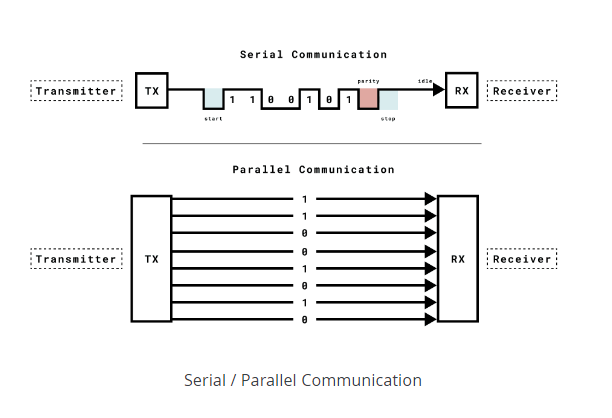 Serial Communication
Transmitter
TX
start
1 1 0 0 1 0 1
parity
stop
idle
RX
Receiver
Parallel Communication
Transmitter
TX
1
1
0
0
1
0
1
0
RX
Receiver
Serial / Parallel Communication